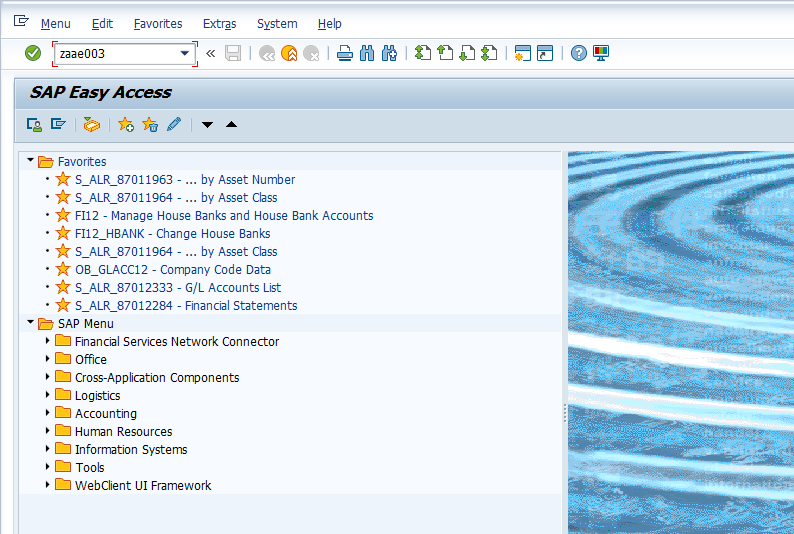 Menu Edit Favorites Extras System Help
zaae003
SAP Easy Access
Favorites
S_ALR_87011963 - ... by Asset Number
S_ALR_87011964 - ... by Asset Class
FI12 - Manage House Banks and House Bank Accounts
FI12_HBANK - Change House Banks
S_ALR_87011964 - ... by Asset Class
OB_GLACC12 - Company Code Data
S_ALR_87012333 - G/L Accounts List
S_ALR_87012284 - Financial Statements
SAP Menu
Financial Services Network Connector
Office
Cross-Application Components
Logistics
Accounting
Human Resources
Information Systems
Tools
WebClient UI Framework